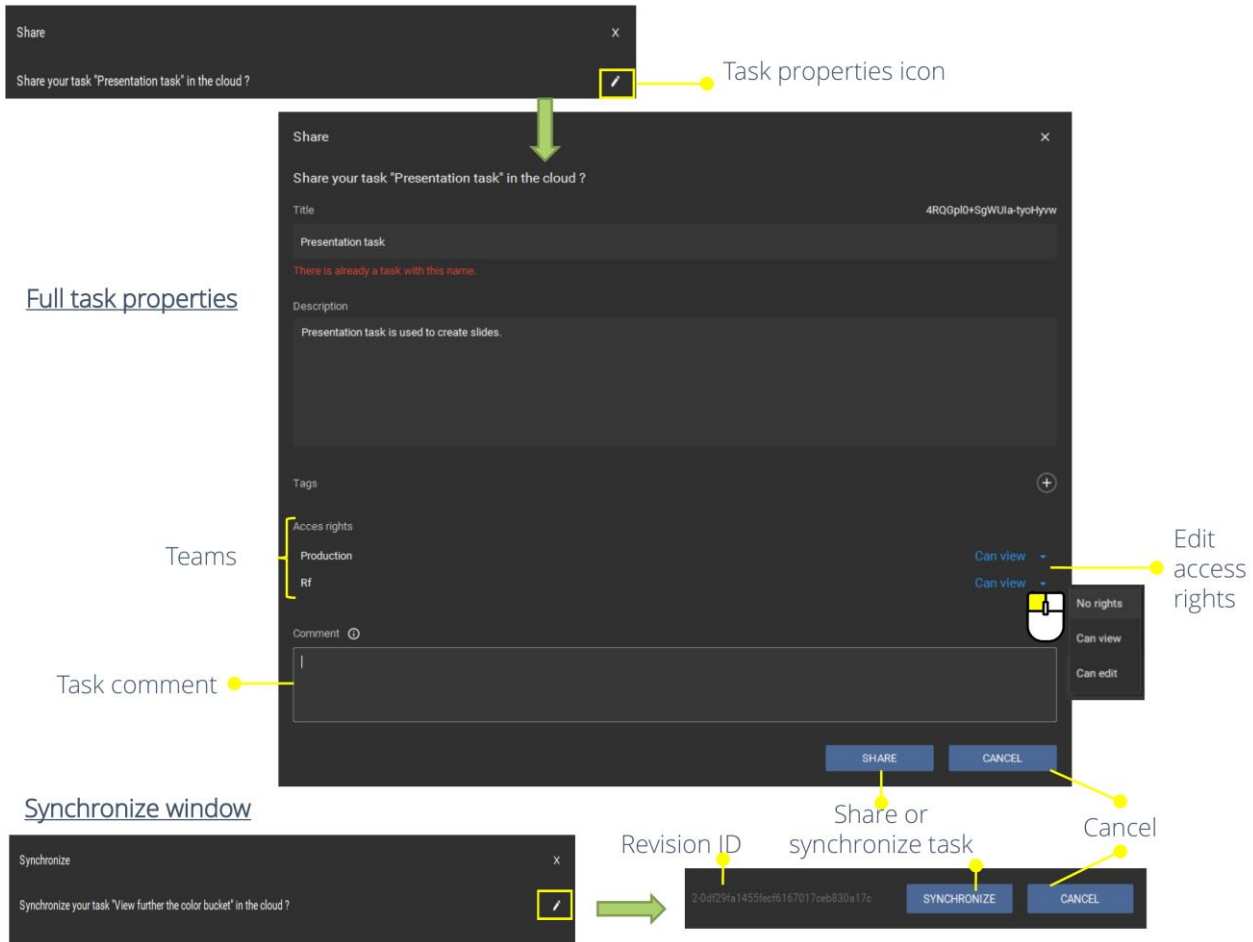 Share
X
Share your task "Presentation task" in the cloud ?
Task properties icon
Share
×
Share your task "Presentation task" in the cloud ?
Title
4RQGpl0+SgWUIa-tyoHyvw
Presentation task
There is already a task with this name.
Full task properties
Description
Presentation task is used to create slides.
Tags
Acces rights
Teams
Production
Can view
Rf
Can view
Edit
access
rights
No rights
Can view
Can edit
Comment
Task comment
SHARE
CANCEL
Synchronize window
Share or
synchronize task
Cancel
Revision ID
Synchronize
X
Synchronize your task "View further the color bucket" in the cloud ?
2-0df29fa1455fecf6167017ceb830a17c
SYNCHRONIZE
CANCEL